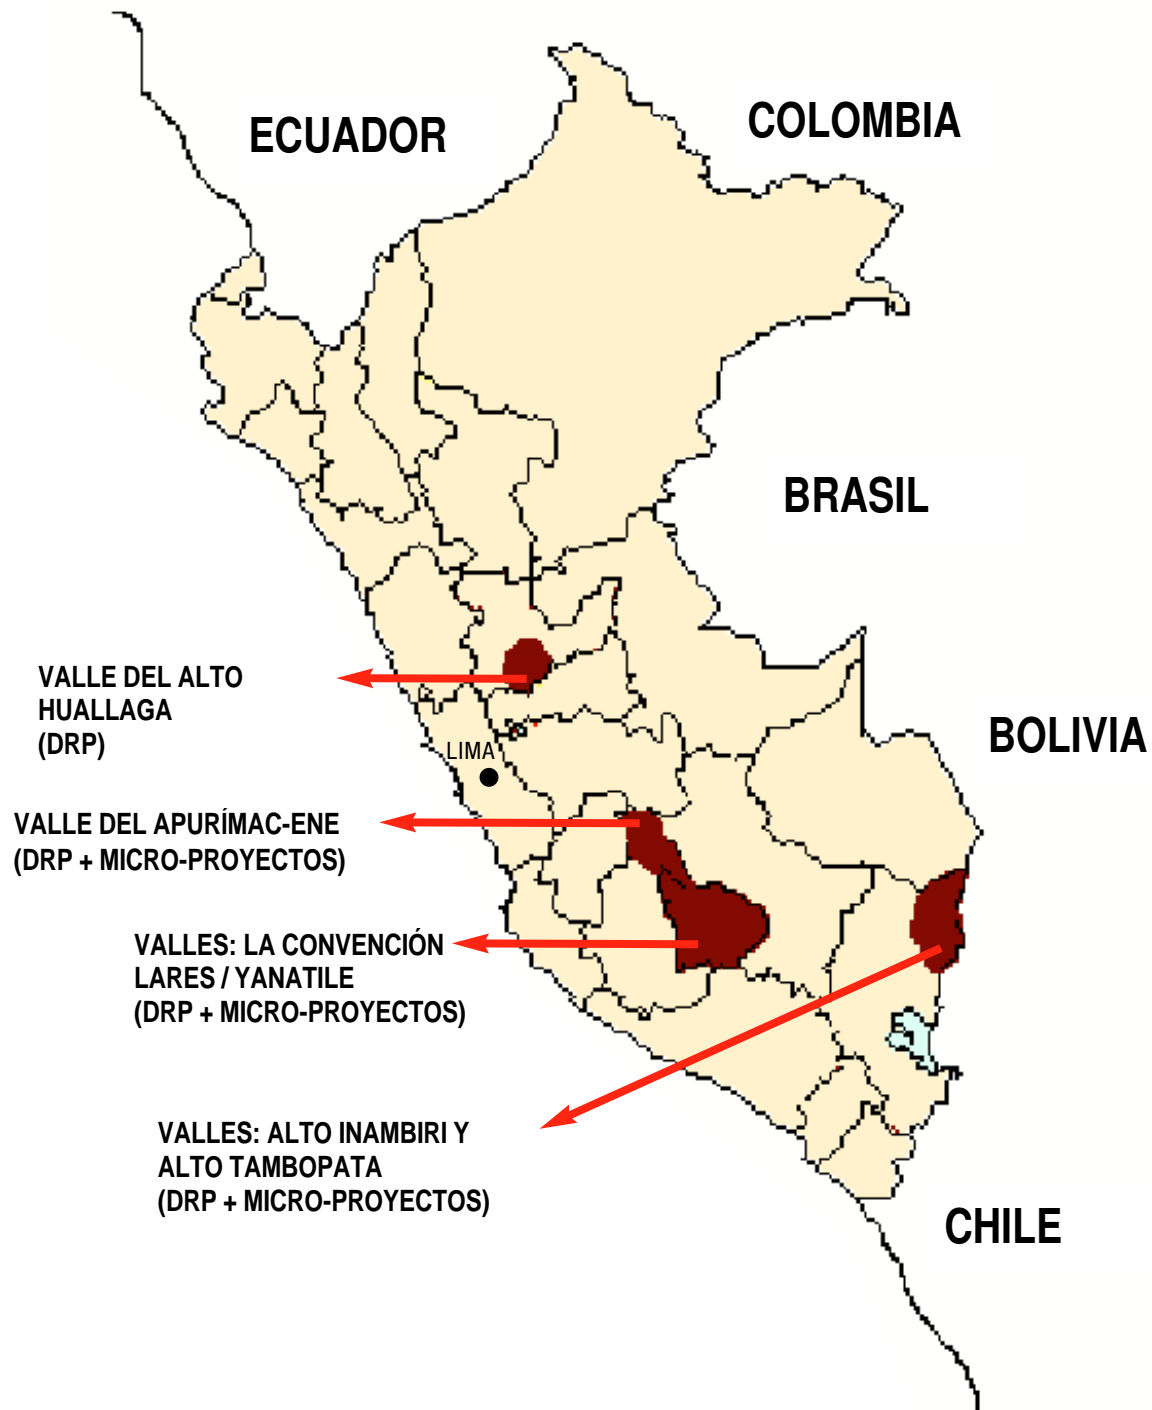 ECUADOR
COLOMBIA
BRASIL
VALLE DEL ALTO
HUALLAGA
(DRP)
BOLIVIA
LIMA
VALLE DEL APURÍMAC-ENE
(DRP + MICRO-PROYECTOS)
VALLES: LA CONVENCIÓN
LARES / YANATILE
(DRP + MICRO-PROYECTOS)
VALLES: ALTO INAMBIRI Y
ALTO TAMBOPATA
(DRP + MICRO-PROYECTOS)
CHILE